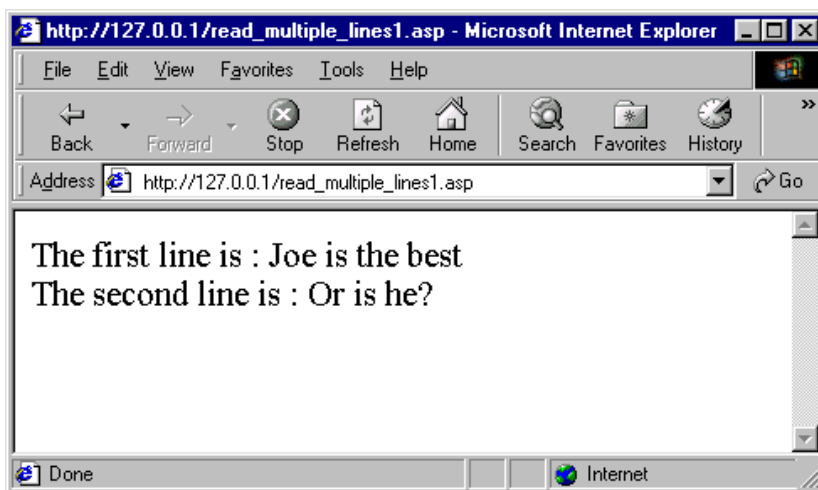 http://127.0.0.1/read_multiple_lines1.asp - Microsoft Internet Explorer
File Edit View Favorites Tools Help
Back Forward Stop Refresh Home Search Favorites History »
Address http://127.0.0.1/read_multiple_lines1.asp Go
The first line is : Joe is the best
The second line is : Or is he?
Done Internet